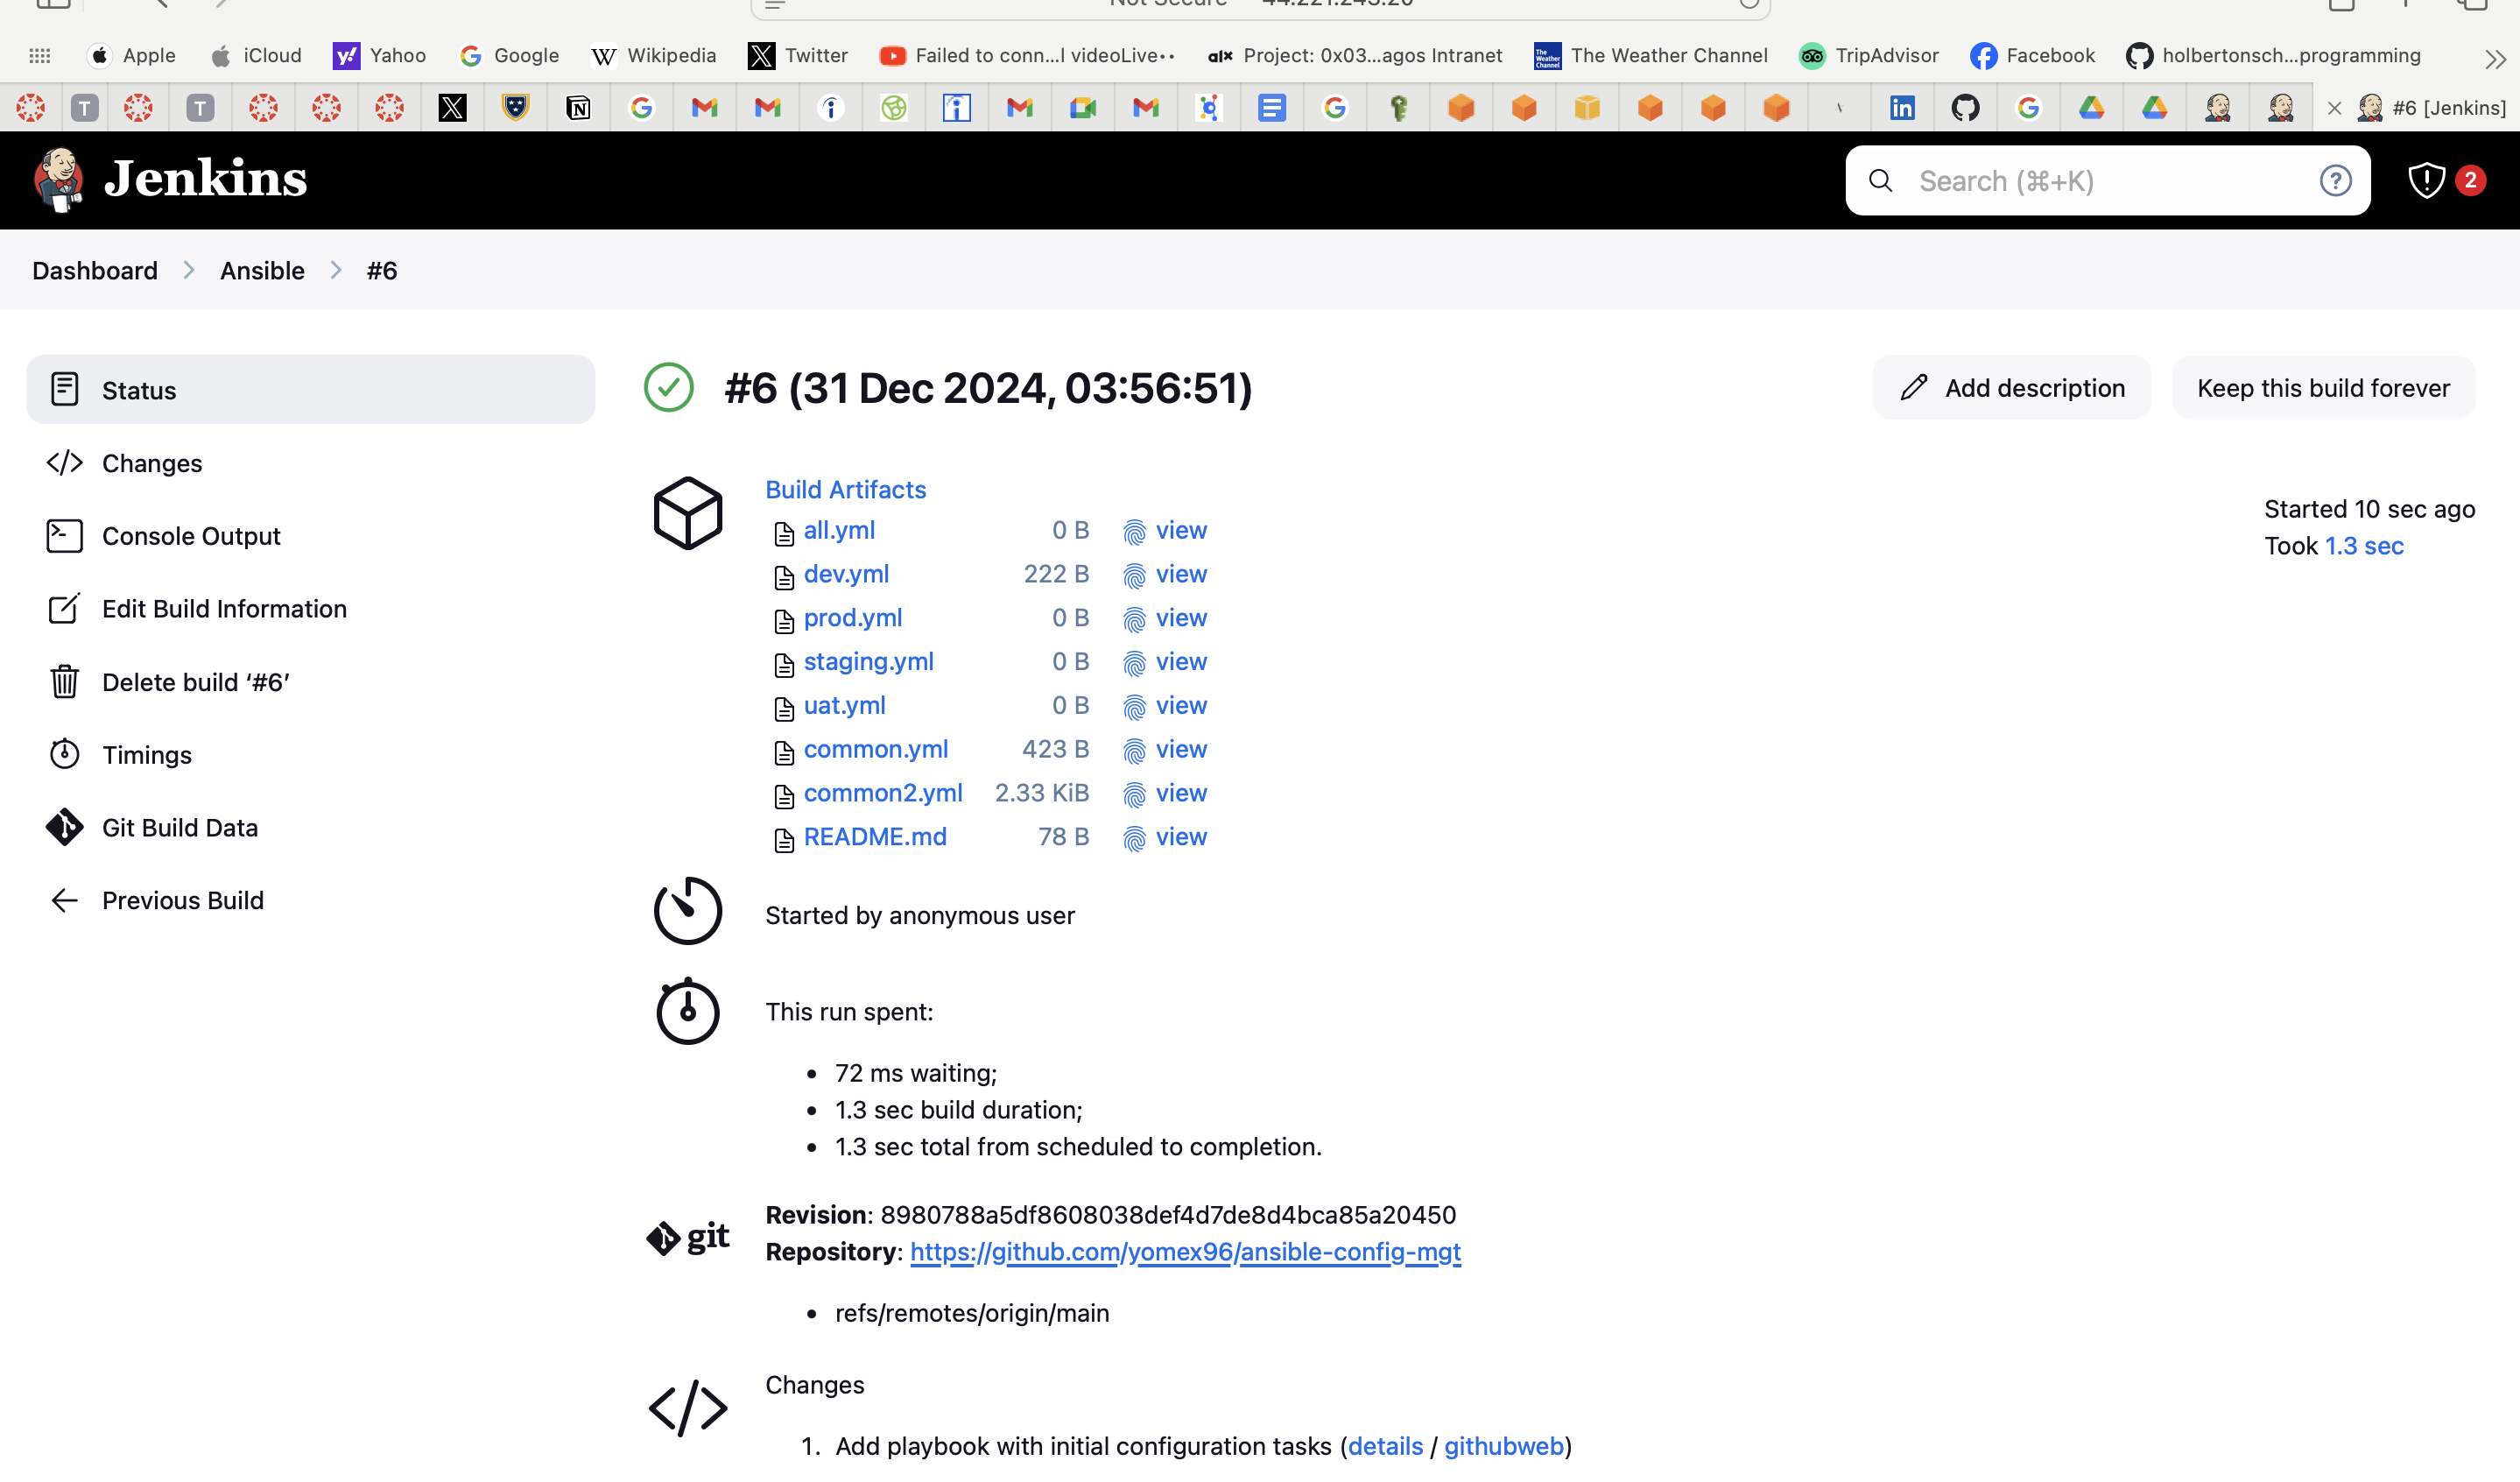 Not Secure — 44.221.243.20
Apple iCloud Yahoo Google Wikipedia Twitter Failed to conn...l videoLive•• Project: 0x03...agos Intranet The Weather Channel TripAdvisor Facebook holbertonsch...programming
#6 [Jenkins]
Jenkins
Search (⌘+K)
2
Dashboard > Ansible > #6
Status
Changes
Console Output
Edit Build Information
Delete build ‘#6’
Timings
Git Build Data
Previous Build
#6 (31 Dec 2024, 03:56:51)
Add description
Keep this build forever
Started 10 sec ago
Took 1.3 sec
Build Artifacts
all.yml 0 B view
dev.yml 222 B view
prod.yml 0 B view
staging.yml 0 B view
uat.yml 0 B view
common.yml 423 B view
common2.yml 2.33 KiB view
README.md 78 B view
Started by anonymous user
This run spent:
• 72 ms waiting;
• 1.3 sec build duration;
• 1.3 sec total from scheduled to completion.
git
Revision: 8980788a5df8608038def4d7de8d4bca85a20450
Repository: https://github.com/yomex96/ansible-config-mgt
• refs/remotes/origin/main
Changes
1. Add playbook with initial configuration tasks (details / githubweb)